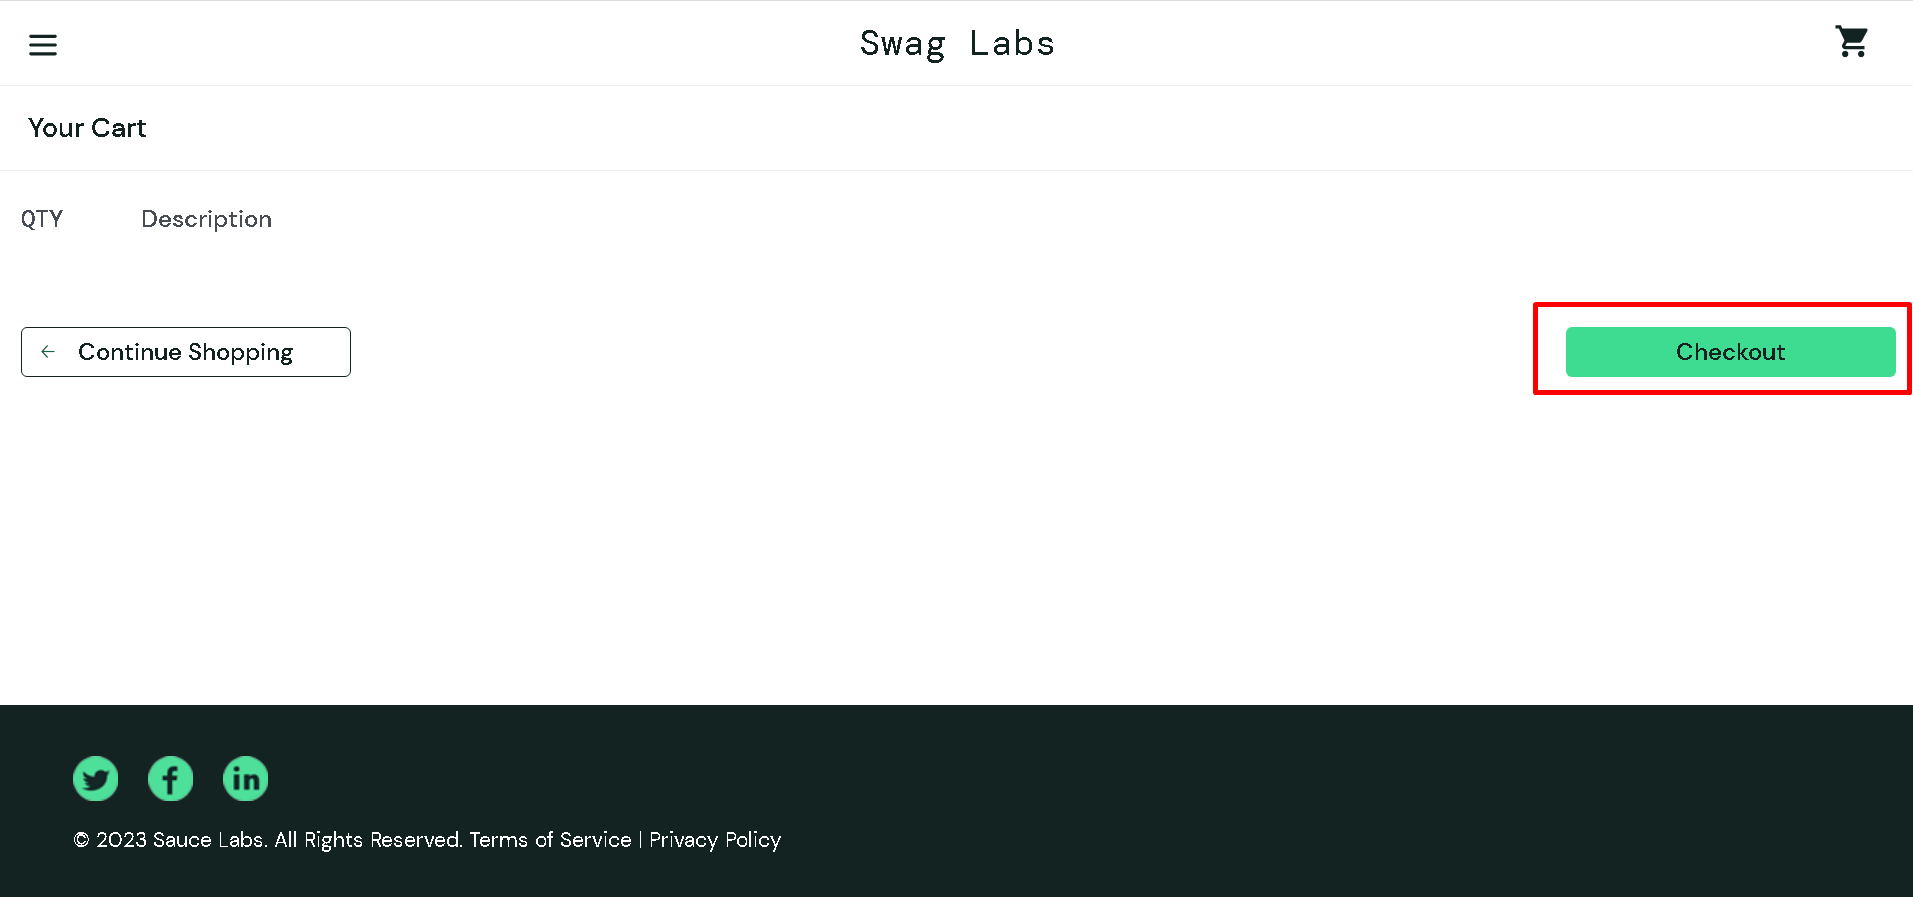 Swag Labs
Your Cart
QTY Description
Continue Shopping
Checkout
© 2023 Sauce Labs. All Rights Reserved. Terms of Service | Privacy Policy